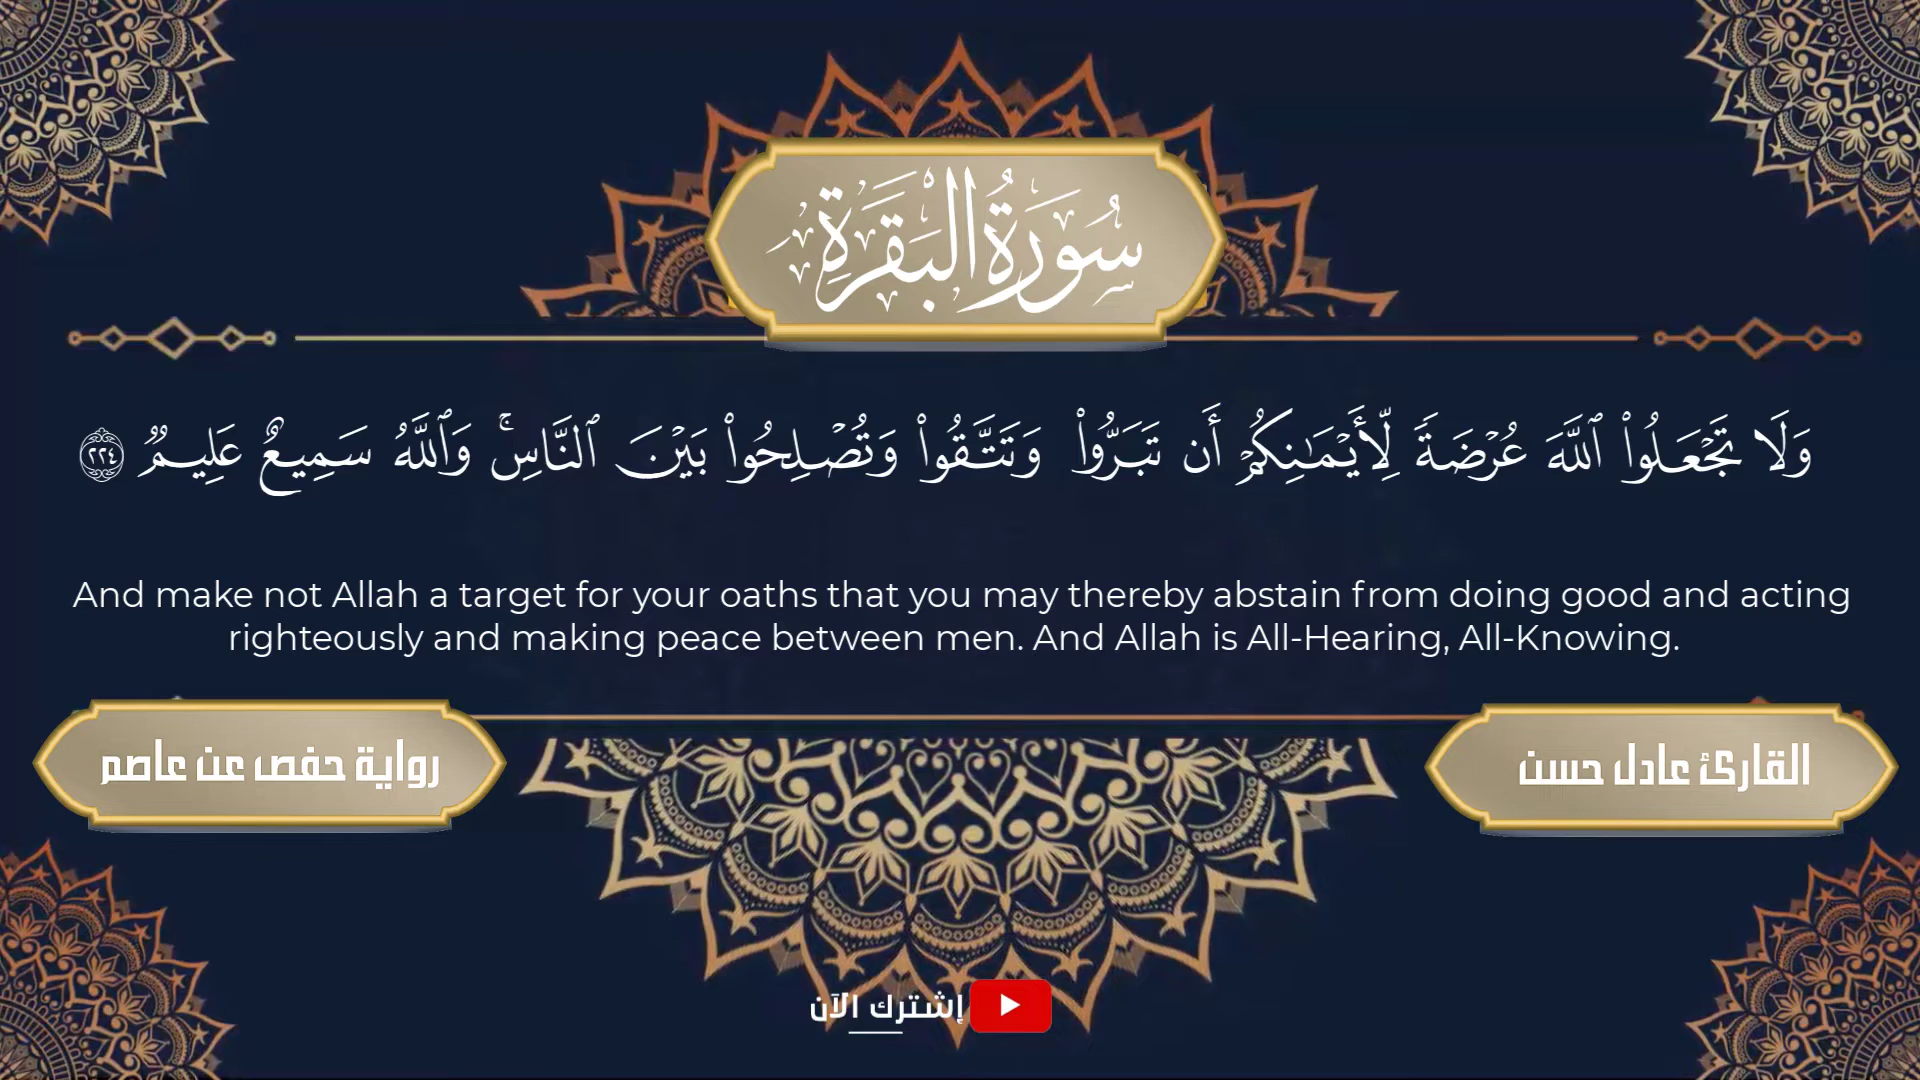 سُورَةُ البَقَرَةِ
وَلَا تَجْعَلُوا۟ ٱللَّهَ عُرْضَةً لِّأَيْمَـٰنِكُمْ أَن تَبَرُّوا۟ وَتَتَّقُوا۟ وَتُصْلِحُوا۟ بَيْنَ ٱلنَّاسِ ۗ وَٱللَّهُ سَمِيعٌ عَلِيمٌ ٢٢٤
And make not Allah a target for your oaths that you may thereby abstain from doing good and acting
righteously and making peace between men. And Allah is All-Hearing, All-Knowing.
القارئ عادل حسن
رواية حفص عن عاصم
إشترك الآن